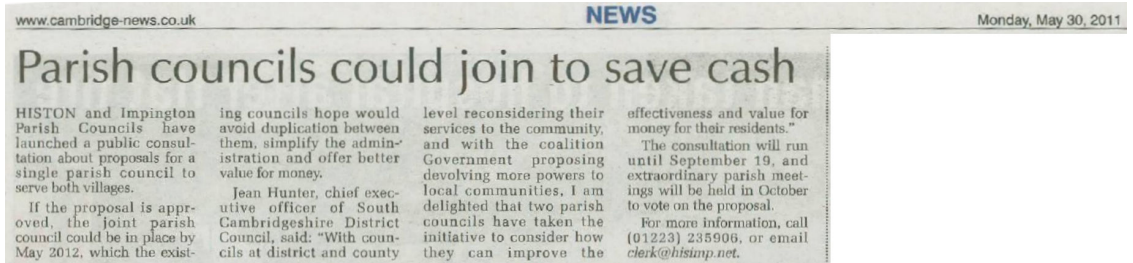 www.cambridge-news.co.uk
NEWS
Monday, May 30, 2011
Parish councils could join to save cash
HISTON and Impington
Parish Councils have
launched a public consul-
tation about proposals for a
single parish council to
serve both villages.
If the proposal is appr-
oved, the joint parish
council could be in place by
May 2012, which the exist-
ing councils hope would
avoid duplication between
them, simplify the admin-
istration and offer better
value for money.
Jean Hunter, chief exec-
utive officer of South
Cambridgeshire District
Council, said: "With coun-
cils at district and county
level reconsidering their
services to the community,
and with the coalition
Government proposing
devolving more powers to
local communities, I am
delighted that two parish
councils have taken the
initiative to consider how
they can improve the
effectiveness and value for
money for their residents."
The consultation will run
until September 19, and
extraordinary parish meet-
ings will be held in October
to vote on the proposal.
For more information, call
(01223) 235906, or email
clerk@hisimp.net.